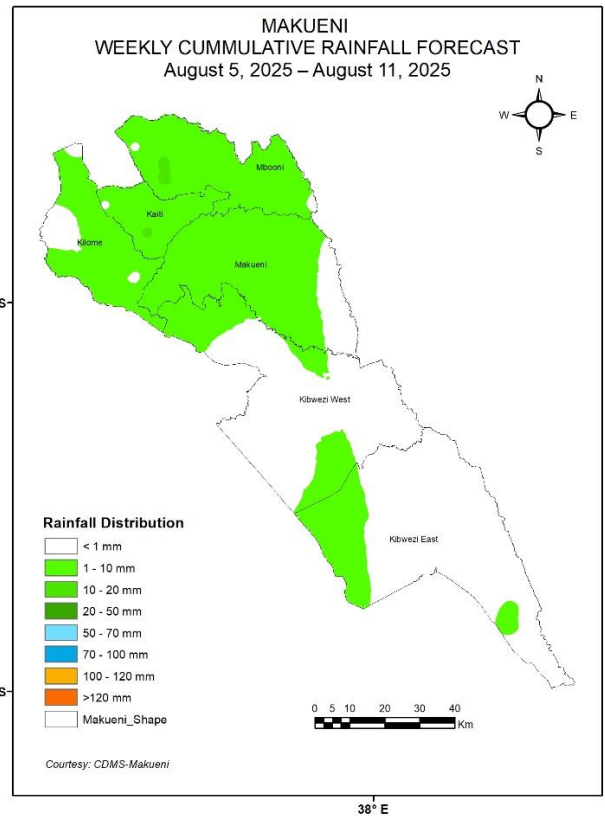 MAKUENI
WEEKLY CUMMULATIVE RAINFALL FORECAST
August 5, 2025 – August 11, 2025
N
W
E
S
Mbooni
Kaiti
Kilome
Makueni
S
Kibwezi West
Kibwezi East
Rainfall Distribution
< 1 mm
1 - 10 mm
10 - 20 mm
20 - 50 mm
50 - 70 mm
70 - 100 mm
100 - 120 mm
>120 mm
Makueni_Shape
S
0 5 10 20 30 40
Km
Courtesy: CDMS-Makueni
38° E